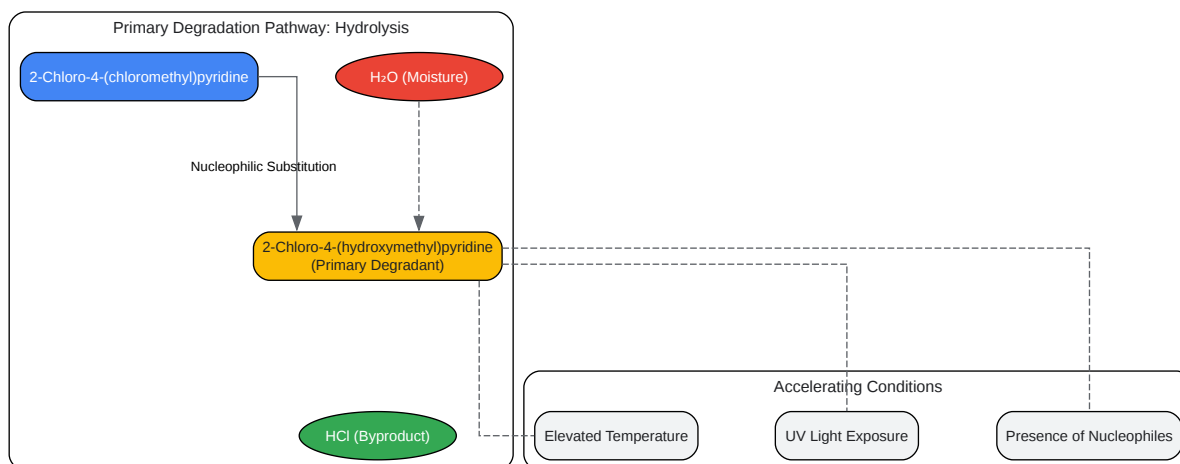 Primary Degradation Pathway: Hydrolysis
2-Chloro-4-(chloromethyl)pyridine
H₂O (Moisture)
Nucleophilic Substitution
2-Chloro-4-(hydroxymethyl)pyridine
(Primary Degradant)
Accelerating Conditions
HCl (Byproduct)
Elevated Temperature
UV Light Exposure
Presence of Nucleophiles